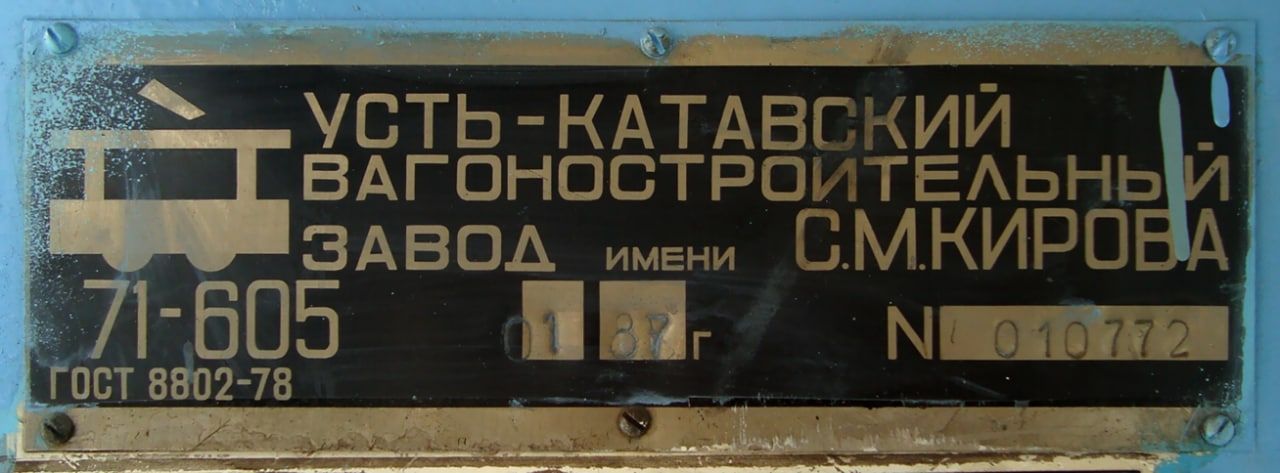 УСТЬ-КАТАВСКИЙ
ВАГОНОСТРОИТЕЛЬНЫЙ
ЗАВОД ИМЕНИ С.М.КИРОВА
71-605 01 87 г N 010772
ГОСТ 8802-78